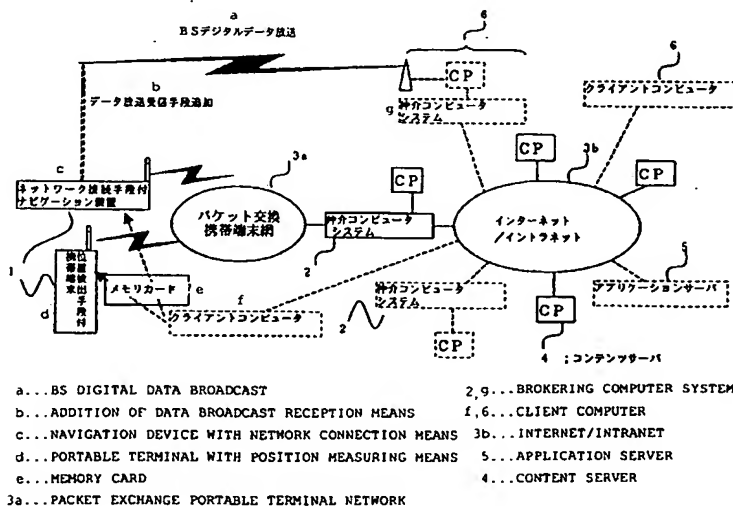 a
BSデジタルデータ放送
6
b
データ放送受信手段追加
CP
g 仲介コンピュータ
システム
6
クライアントコンピュータ
c
ネットワーク接続手段付
ナビゲーション装置
3a
CP
CP
3b
CP
パケット交換
携帯端末網
仲介コンピュータ
システム
2
インターネット
/イントラネット
1
位置検出手段付
携帯端末
d
メモリカード e
f
クライアントコンピュータ
仲介コンピュータ
システム
2
CP
CP
5
アプリケーションサーバ
4 ;コンテンツサーバ
a...BS DIGITAL DATA BROADCAST
b...ADDITION OF DATA BROADCAST RECEPTION MEANS
c...NAVIGATION DEVICE WITH NETWORK CONNECTION MEANS
d...PORTABLE TERMINAL WITH POSITION MEASURING MEANS
e...MEMORY CARD
3a...PACKET EXCHANGE PORTABLE TERMINAL NETWORK
2,g...BROKERING COMPUTER SYSTEM
f,6...CLIENT COMPUTER
3b...INTERNET/INTRANET
5...APPLICATION SERVER
4...CONTENT SERVER